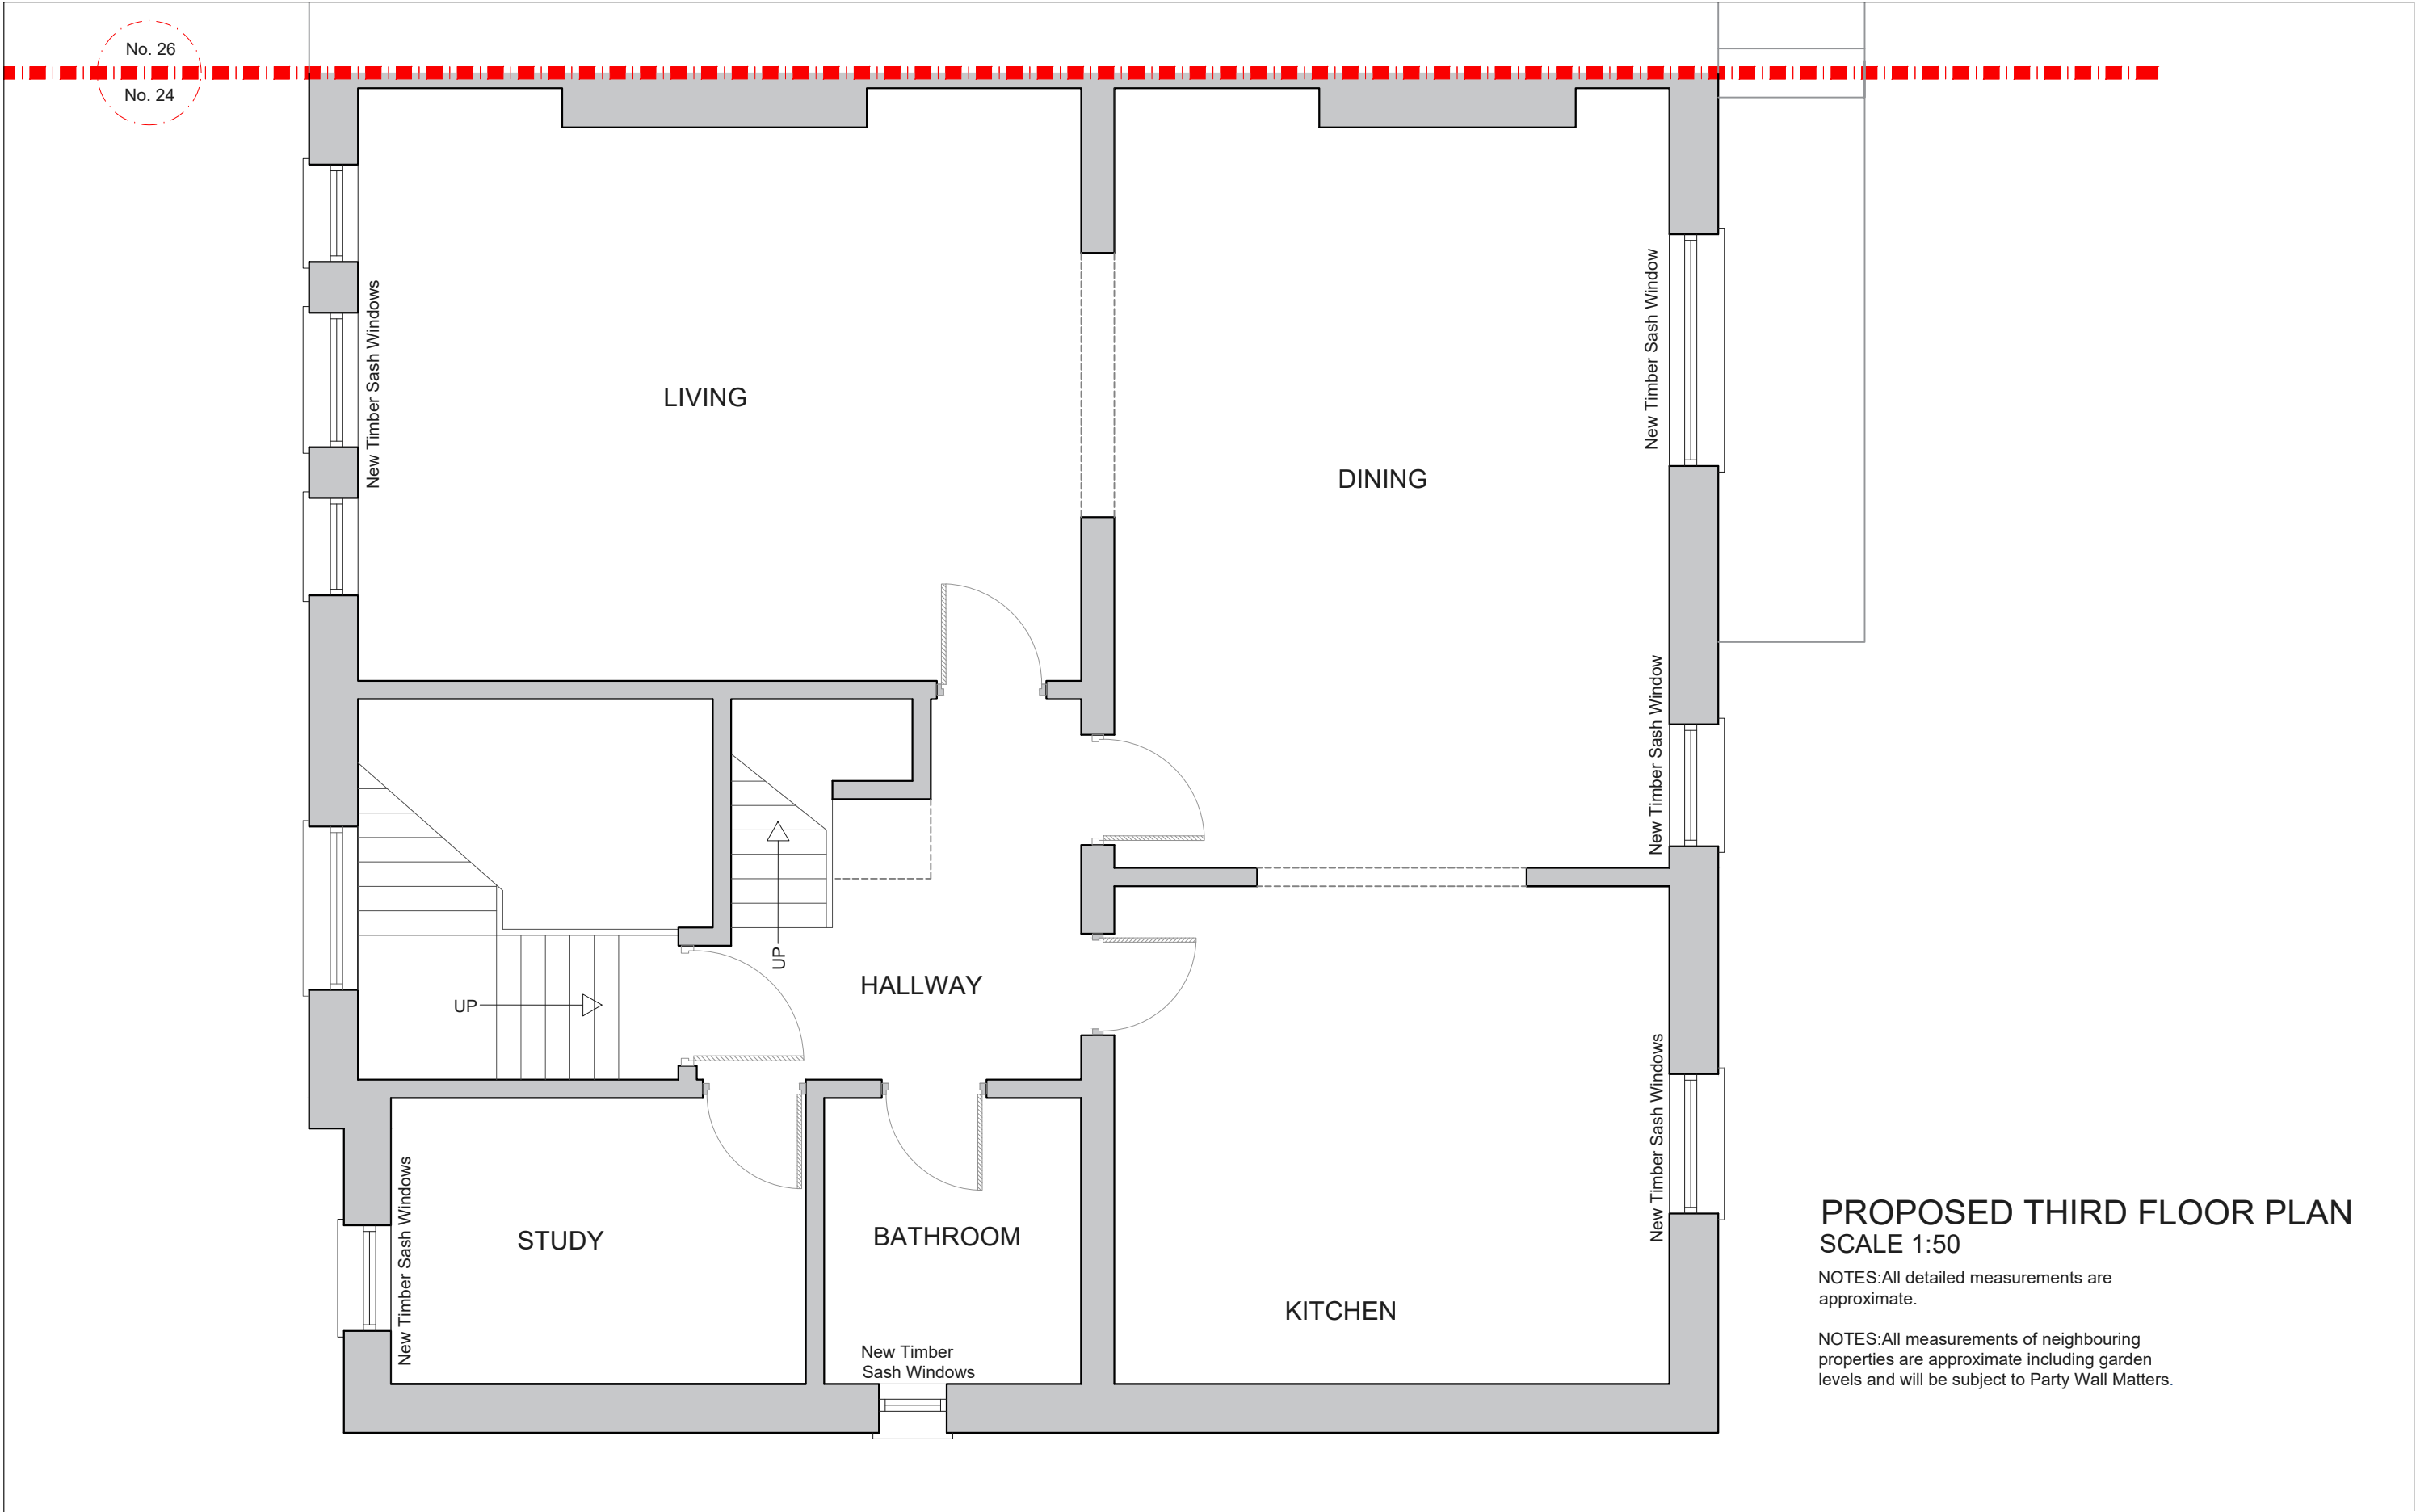 No. 26
No. 24
New Timber Sash Windows
LIVING
New Timber Sash Window
DINING
New Timber Sash Window
UP
UP
HALLWAY
New Timber Sash Windows
New Timber Sash Windows
STUDY
BATHROOM
KITCHEN
New Timber
Sash Windows
PROPOSED THIRD FLOOR PLAN
SCALE 1:50
NOTES:All detailed measurements are
approximate.
NOTES:All measurements of neighbouring
properties are approximate including garden
levels and will be subject to Party Wall Matters.